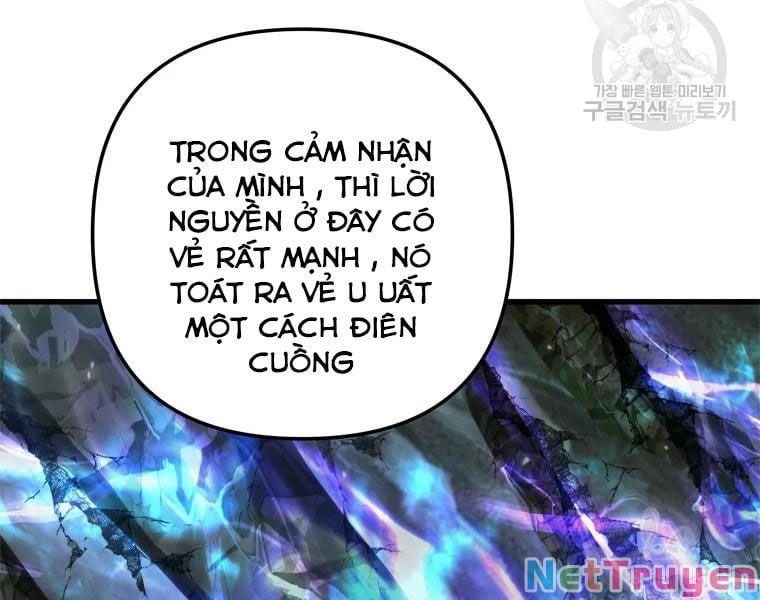 가장 빠른 웹툰 미리보기
구글검색 뉴토끼
TRONG CẢM NHẬN
CỦA MÌNH , THÌ LỜI
NGUYỀN Ở ĐÂY CÓ
VẺ RẤT MẠNH , NÓ
TOÁT RA VẺ U UẤT
MỘT CÁCH ĐIÊN
CUỒNG
NetTruyen